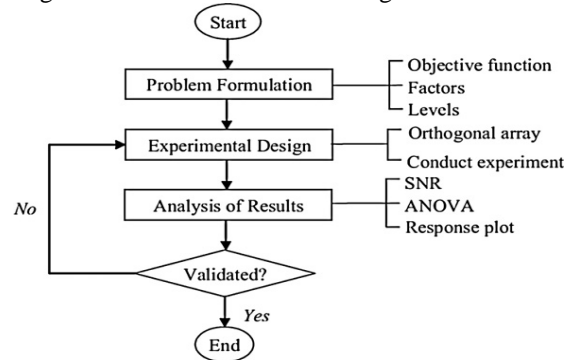 Start
Problem Formulation
Objective function
Factors
Levels
Experimental Design
Orthogonal array
Conduct experiment
Analysis of Results
SNR
ANOVA
Response plot
No
Validated?
Yes
End